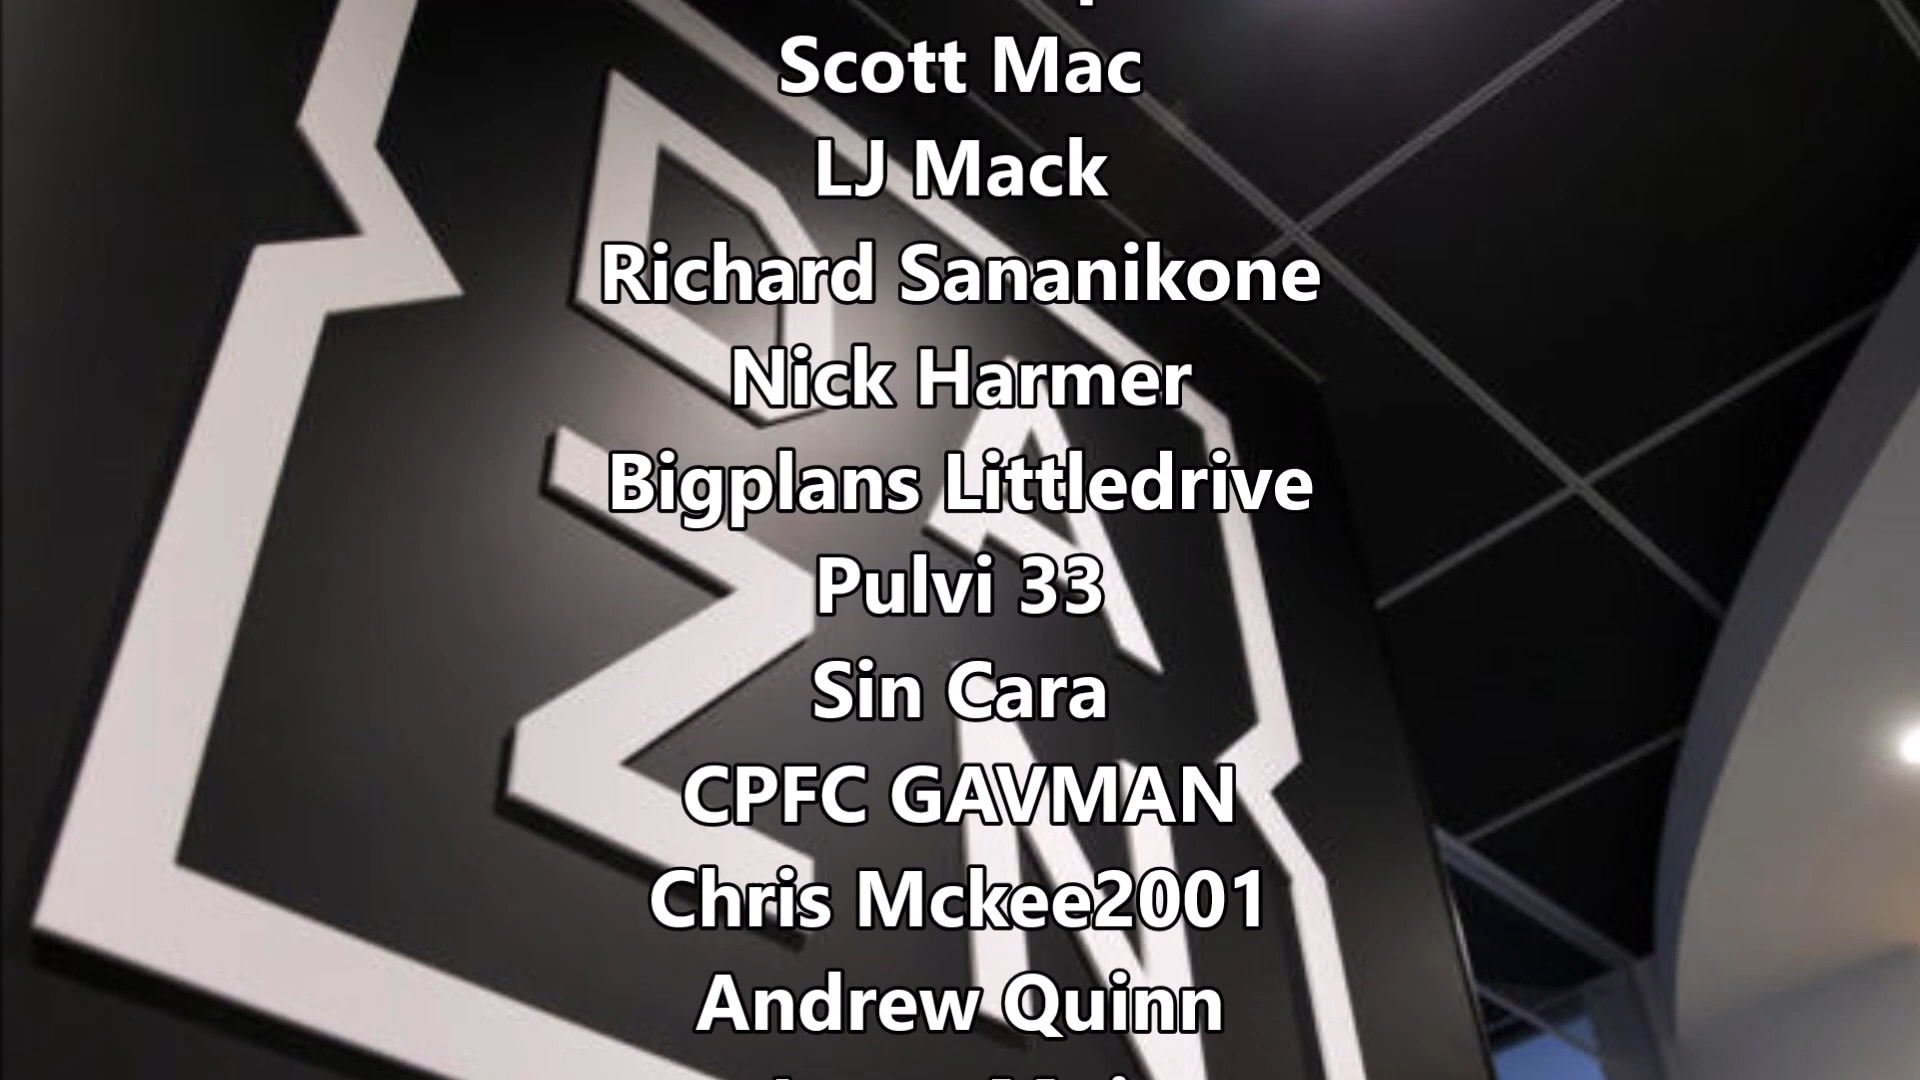 Scott Mac
LJ Mack
Richard Sananikone
Nick Harmer
Bigplans Littledrive
Pulvi 33
Sin Cara
CPFC GAVMAN
Chris Mckee2001
Andrew Quinn